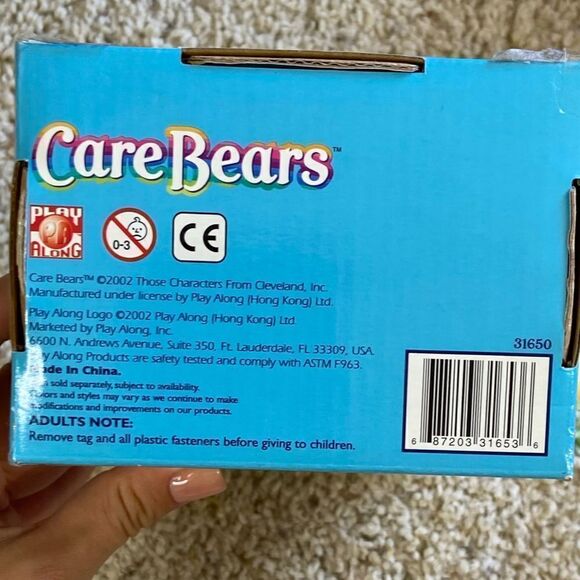 Care Bears™
PLAY
PA
ALONG
0-3
CE
Care Bears™ ©2002 Those Characters From Cleveland, Inc.
Manufactured under license by Play Along (Hong Kong) Ltd.
Play Along Logo ©2002 Play Along (Hong Kong) Ltd.
Marketed by Play Along, Inc.
6600 N. Andrews Avenue, Suite 350, Ft. Lauderdale, FL 33309, USA.
Play Along Products are safety tested and comply with ASTM F963.
Made In China.
sold separately, subject to availability.
Colors and styles may vary as we continue to make
modifications and improvements on our products.
ADULTS NOTE:
Remove tag and all plastic fasteners before giving to children.
31650
6 87203 31653 6